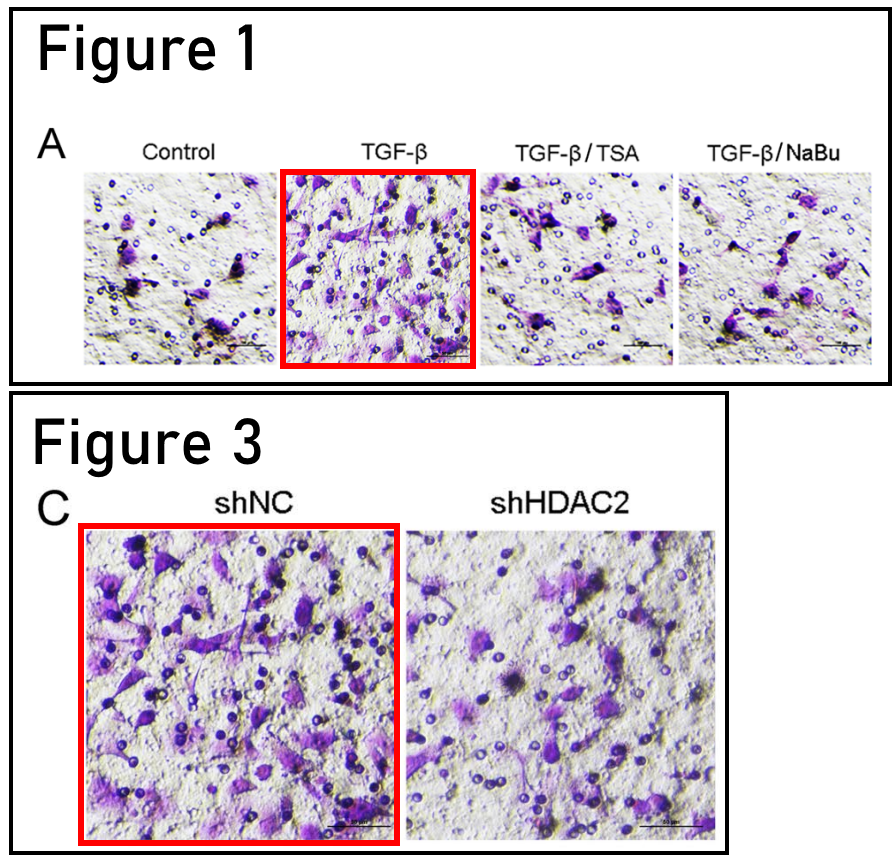 Figure 1
A
Control TGF-β TGF-β/TSA TGF-β/NaBu
Figure 3
C
shNC shHDAC2